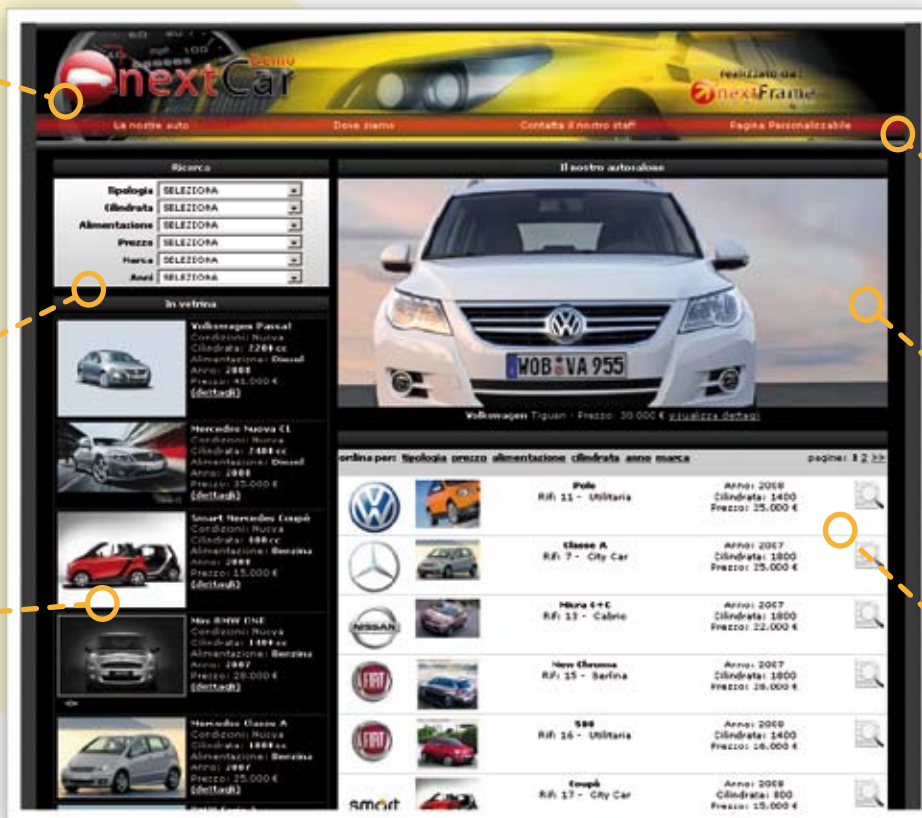 Demo
nextCar
realizzato da:
nextFrame
Le nostre auto
Dove siamo
Contatta il nostro staff
Pagina Personalizzabile
Ricerca
Tipologia SELEZIONA
Cilindrata SELEZIONA
Alimentazione SELEZIONA
Prezzo SELEZIONA
Marca SELEZIONA
Anni SELEZIONA
In vetrina
Volkswagen Passat
Condizioni: Nuova
Cilindrata: 2200 cc
Alimentazione: Diesel
Anno: 2008
Prezzo: 41.000 €
(dettagli)
Mercedes Nuova CL
Condizioni: Nuova
Cilindrata: 2400 cc
Alimentazione: Diesel
Anno: 2008
Prezzo: 35.000 €
(dettagli)
Smart Mercedes Coupè
Condizioni: Nuova
Cilindrata: 800 cc
Alimentazione: Benzina
Anno: 2008
Prezzo: 15.000 €
(dettagli)
Mini BMW ONE
Condizioni: Nuova
Cilindrata: 1400 cc
Alimentazione: Benzina
Anno: 2007
Prezzo: 28.000 €
(dettagli)
Mercedes Classe A
Condizioni: Nuova
Cilindrata: 1800 cc
Alimentazione: Benzina
Anno: 2007
Prezzo: 25.000 €
(dettagli)
Il nostro autosalone
WOB VA 955
Volkswagen Tiguan - Prezzo: 30.000 € visualizza dettagli
ordina per: tipologia prezzo alimentazione cilindrata anno marca
pagine: 1 2 >>
Polo
Rif: 11 - Utilitaria
Anno: 2008
Cilindrata: 1400
Prezzo: 25.000 €
Classe A
Rif: 7 - City Car
Anno: 2007
Cilindrata: 1800
Prezzo: 25.000 €
NISSAN
Micra C+C
Rif: 13 - Cabrio
Anno: 2007
Cilindrata: 1800
Prezzo: 22.000 €
FIAT
New Chroma
Rif: 15 - Berlina
Anno: 2007
Cilindrata: 1800
Prezzo: 26.000 €
FIAT
500
Rif: 16 - Utilitaria
Anno: 2008
Cilindrata: 1400
Prezzo: 16.000 €
smart
Coupè
Rif: 17 - City Car
Anno: 2008
Cilindrata: 800
Prezzo: 15.000 €